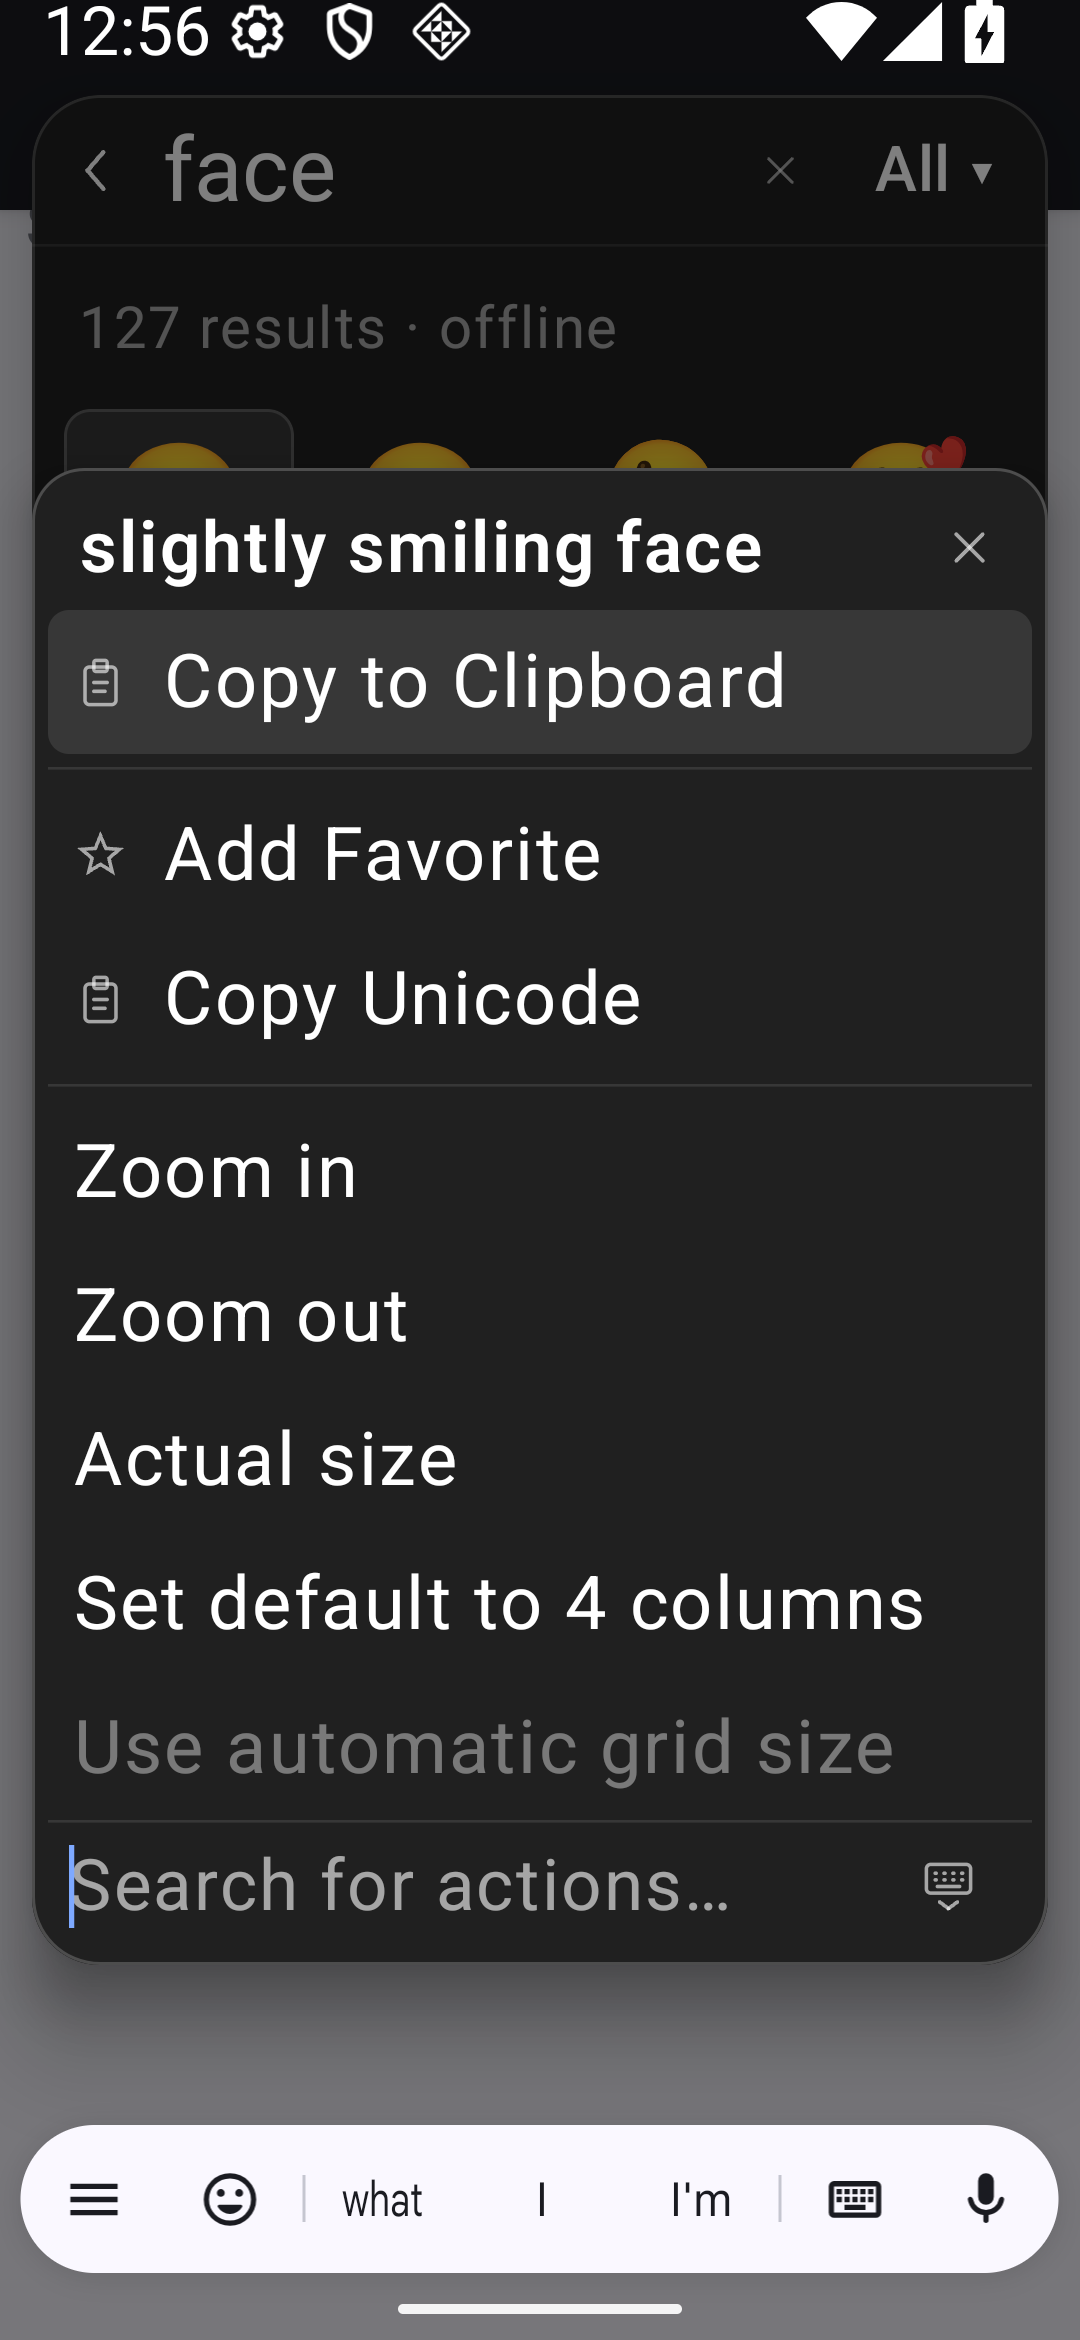 12:56
face
All ▾
127 results · offline
slightly smiling face
Copy to Clipboard
Add Favorite
Copy Unicode
Zoom in
Zoom out
Actual size
Set default to 4 columns
Use automatic grid size
Search for actions…
what
I
I'm